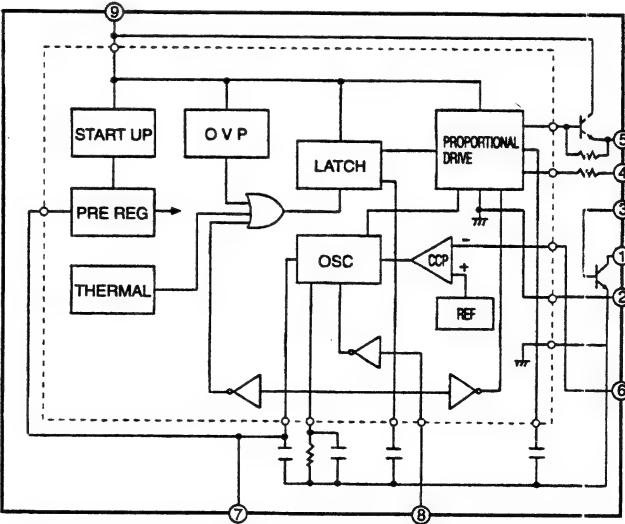 9
START UP
O V P
LATCH
PROPORTIONAL
DRIVE
5
4
PRE REG
3
THERMAL
OSC
CCP
-
+
REF
1
2
6
7
8